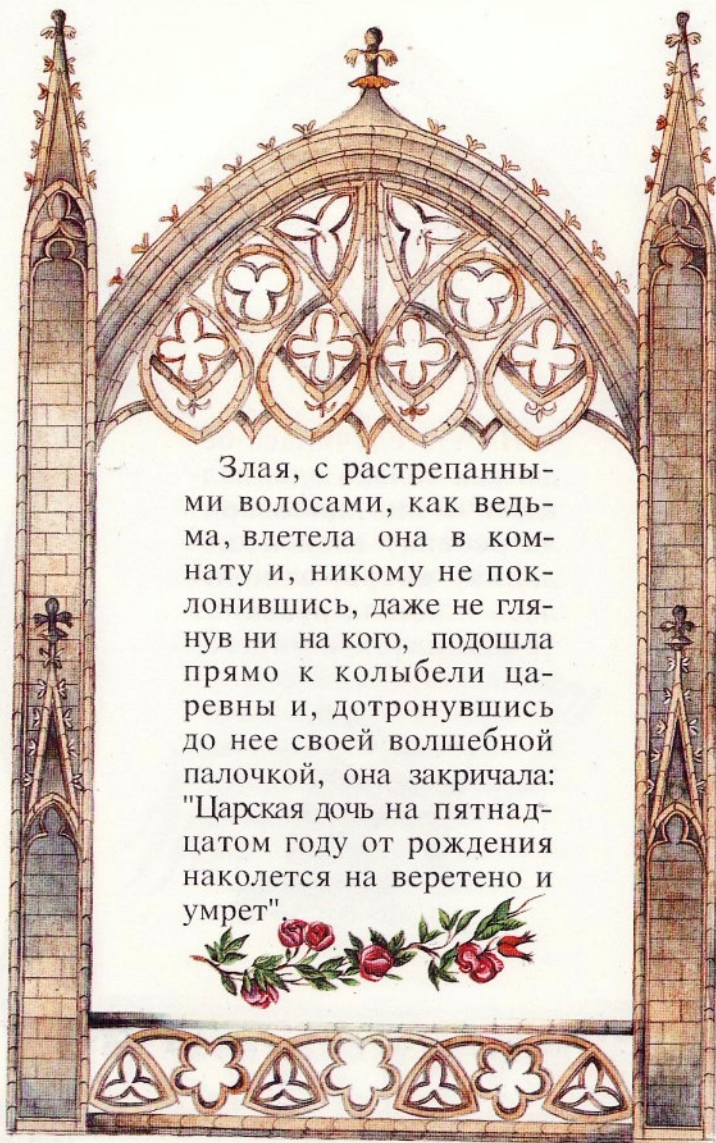 Злая, с растрепанны-
ми волосами, как ведь-
ма, влетела она в ком-
нату и, никому не пок-
лонившись, даже не гля-
нув ни на кого, подошла
прямо к колыбели ца-
ревны и, дотронувшись
до нее своей волшебной
палочкой, она закричала:
"Царская дочь на пятнад-
цатом году от рождения
наколется на веретено и
умрет".